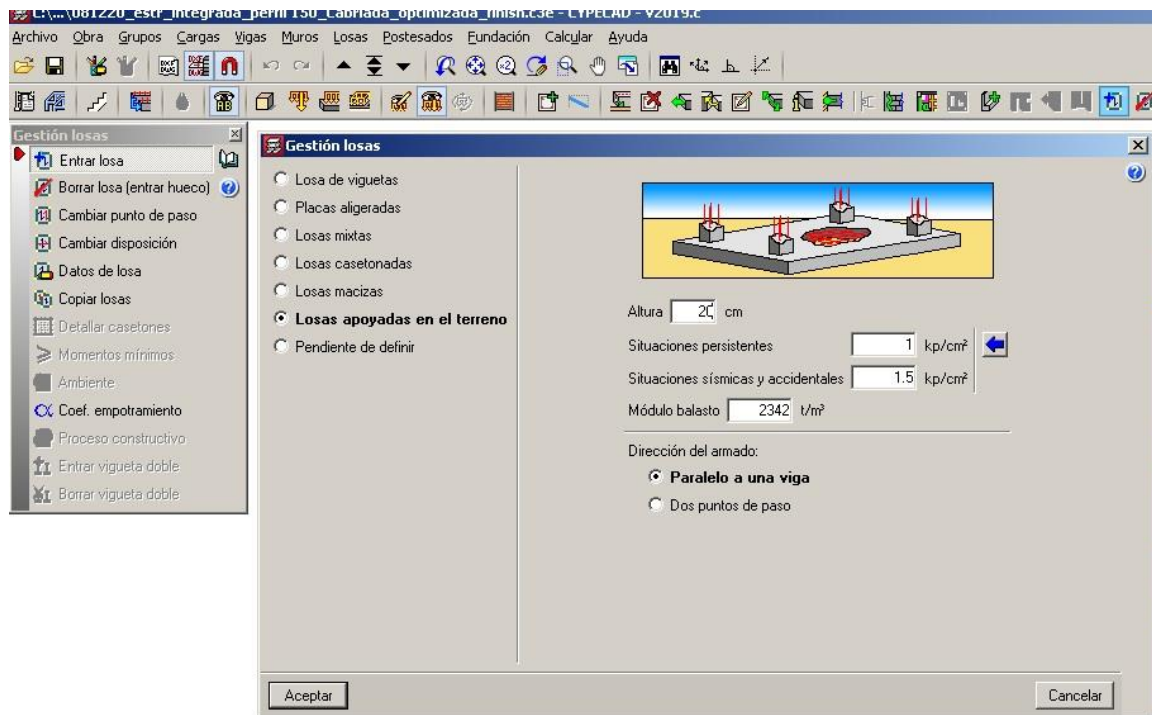 C:\...\081220_estr_integrada_perfil 150_Cabriada_optimizada_finish.c3e - CYPECAD - v2019.c
Archivo Obra Grupos Cargas Vigas Muros Losas Postesados Fundación Calcular Ayuda
Gestión losas
Entrar losa
Borrar losa (entrar hueco)
Cambiar punto de paso
Cambiar disposición
Datos de losa
Copiar losas
Detallar casetones
Momentos mínimos
Ambiente
Coef. empotramiento
Proceso constructivo
Entrar vigueta doble
Borrar vigueta doble
Gestión losas
Losa de viguetas
Placas aligeradas
Losas mixtas
Losas casetonadas
Losas macizas
Losas apoyadas en el terreno
Pendiente de definir
Altura 20 cm
Situaciones persistentes 1 kp/cm²
Situaciones sísmicas y accidentales 1.5 kp/cm²
Módulo balasto 2342 t/m³
Dirección del armado:
Paralelo a una viga
Dos puntos de paso
Aceptar
Cancelar